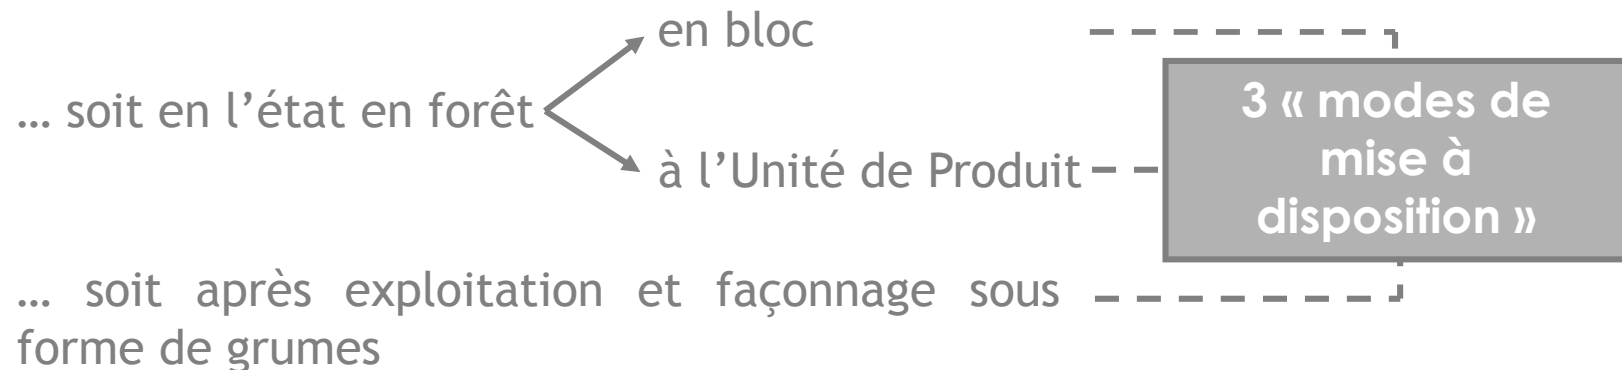 en bloc
… soit en l’état en forêt
à l’Unité de Produit
3 « modes de
mise à
disposition »
… soit après exploitation et façonnage sous
forme de grumes